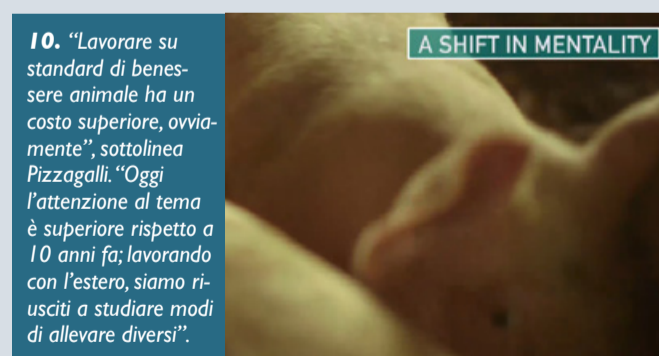 10. “Lavorare su
standard di benes-
sere animale ha un
costo superiore, ovvia-
mente”, sottolinea
Pizzagalli. “Oggi
l’attenzione al tema
è superiore rispetto a
10 anni fa; lavorando
con l’estero, siamo ri-
usciti a studiare modi
di allevare diversi”.
A SHIFT IN MENTALITY